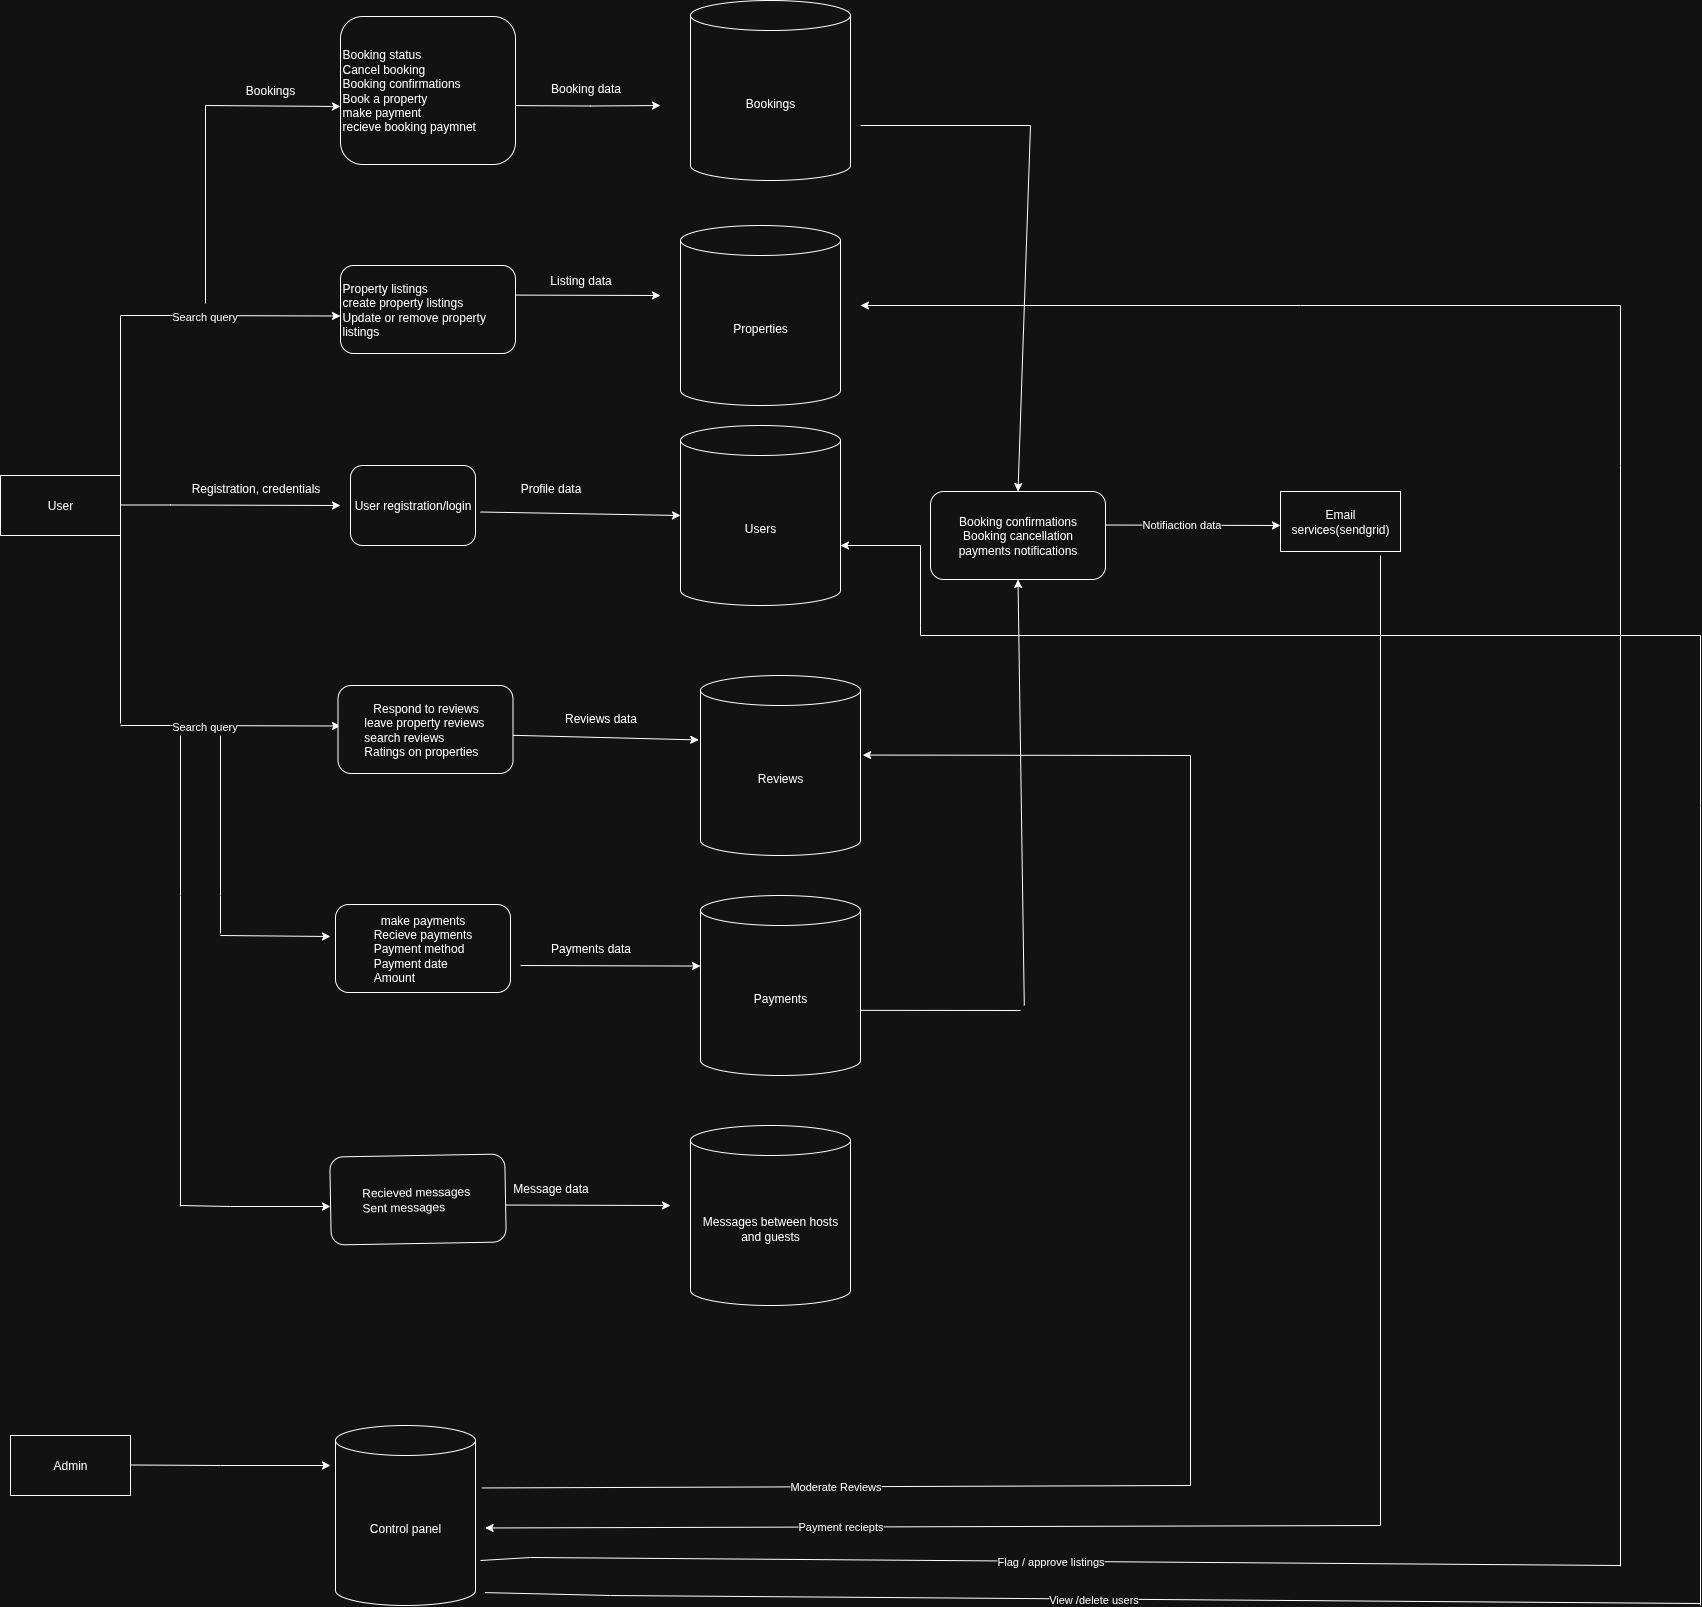 Booking status
Cancel booking
Booking confirmations
Book a property
make payment
recieve booking paymnet
Bookings
Booking data
Bookings
Property listings
create property listings
Update or remove property
listings
Search query
Listing data
Properties
User
Registration, credentials
User registration/login
Profile data
Users
Booking confirmations
Booking cancellation
payments notifications
Notifiaction data
Email
services(sendgrid)
Search query
Respond to reviews
leave property reviews
search reviews
Ratings on properties
Reviews data
Reviews
make payments
Recieve payments
Payment method
Payment date
Amount
Payments data
Payments
Recieved messages
Sent messages
Message data
Messages between hosts
and guests
Admin
Control panel
Moderate Reviews
Payment reciepts
Flag / approve listings
View /delete users